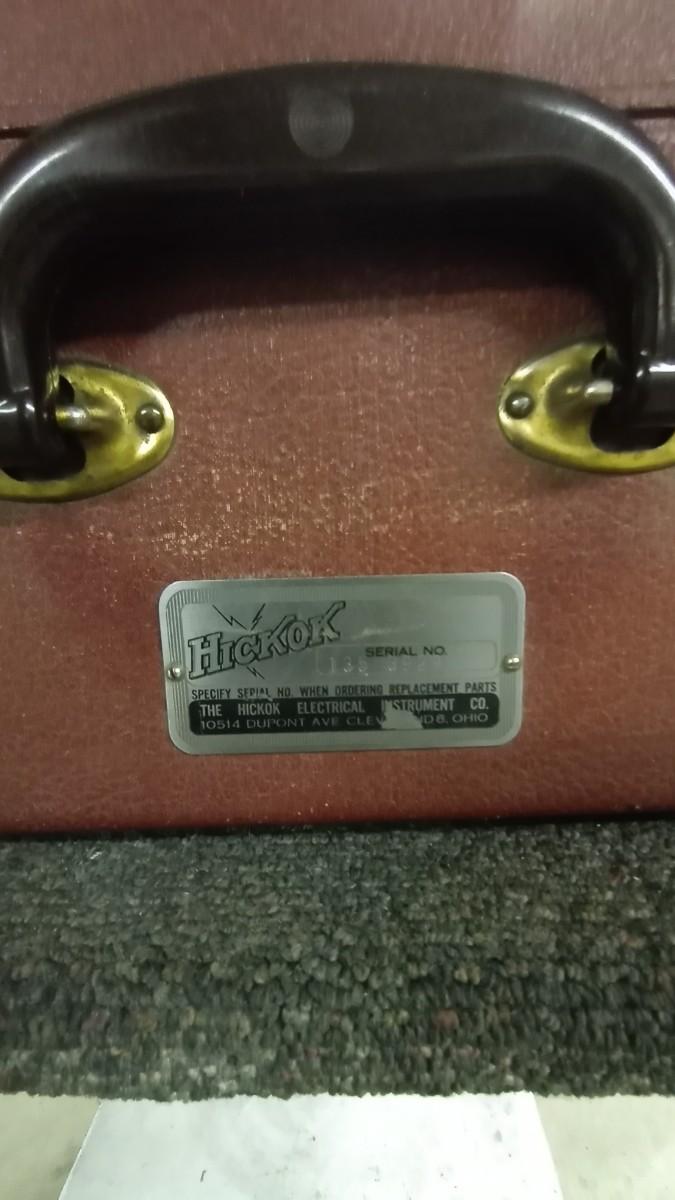 HICKOK
SERIAL NO.
SPECIFY SERIAL NO. WHEN ORDERING REPLACEMENT PARTS
THE HICKOK ELECTRICAL INSTRUMENT CO.
10514 DUPONT AVE 8, OHIO